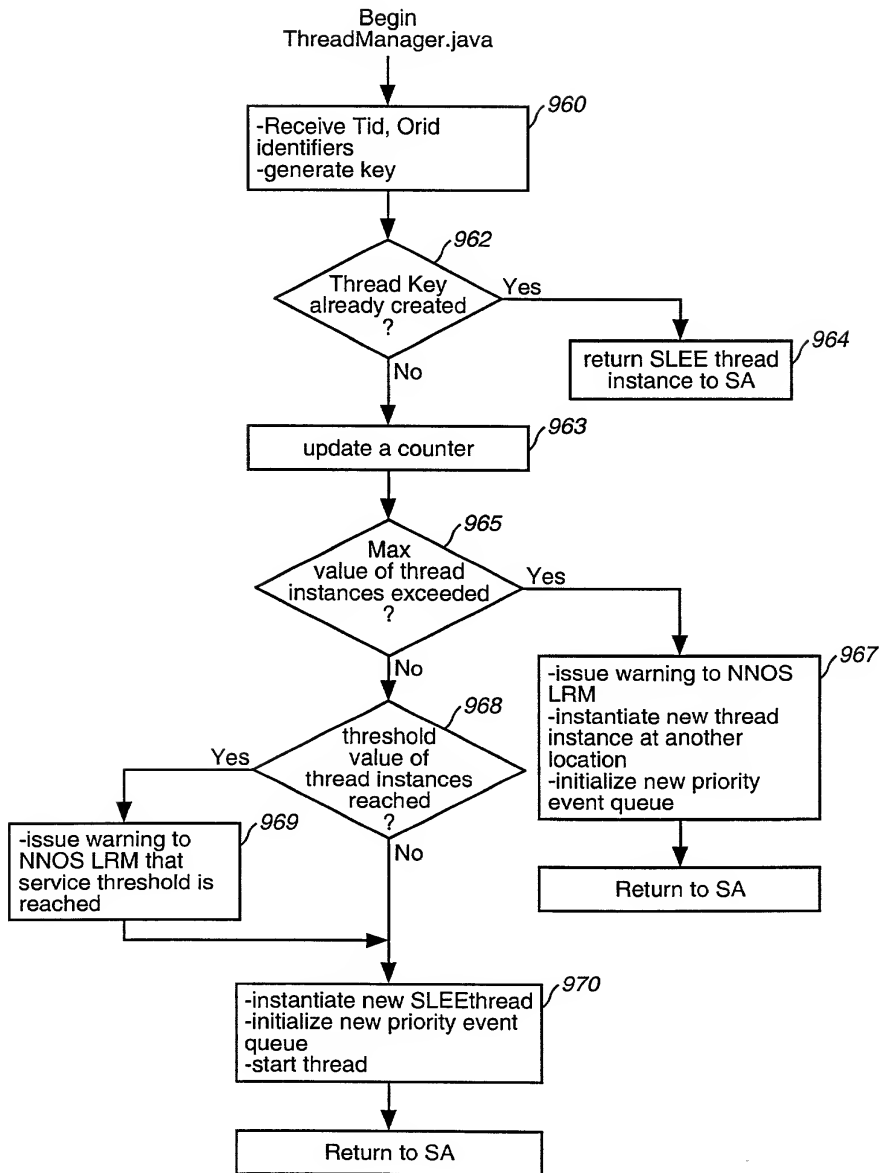 Begin
ThreadManager.java
960
-Receive Tid, Orid
identifiers
-generate key
962
Thread Key
already created
?
Yes
No
964
return SLEE thread
instance to SA
963
update a counter
965
Max
value of thread
instances exceeded
?
Yes
No
967
-issue warning to NNOS
LRM
-instantiate new thread
instance at another
location
-initialize new priority
event queue
Return to SA
968
threshold
value of
thread instances
reached
?
Yes
No
969
-issue warning to
NNOS LRM that
service threshold is
reached
970
-instantiate new SLEEthread
-initialize new priority event
queue
-start thread
Return to SA